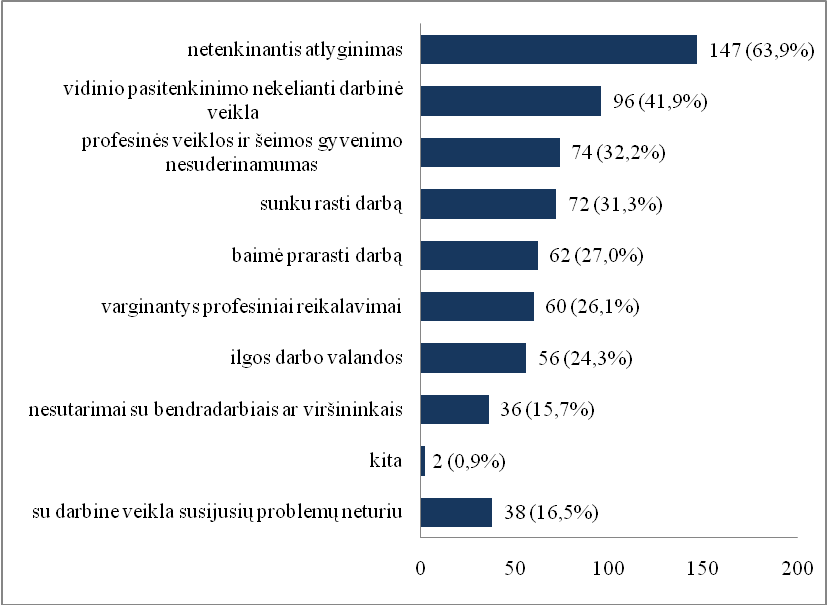 netenkinantis atlyginimas 147 (63,9%)
vidinio pasitenkinimo nekelianti darbinė
veikla 96 (41,9%)
profesinės veiklos ir šeimos gyvenimo
nesuderinamumas 74 (32,2%)
sunku rasti darbą 72 (31,3%)
baimė prarasti darbą 62 (27,0%)
varginantys profesiniai reikalavimai 60 (26,1%)
ilgos darbo valandos 56 (24,3%)
nesutarimai su bendradarbiais ar viršininkais 36 (15,7%)
kita 2 (0,9%)
su darbine veikla susijusių problemų neturiu 38 (16,5%)
0 50 100 150 200